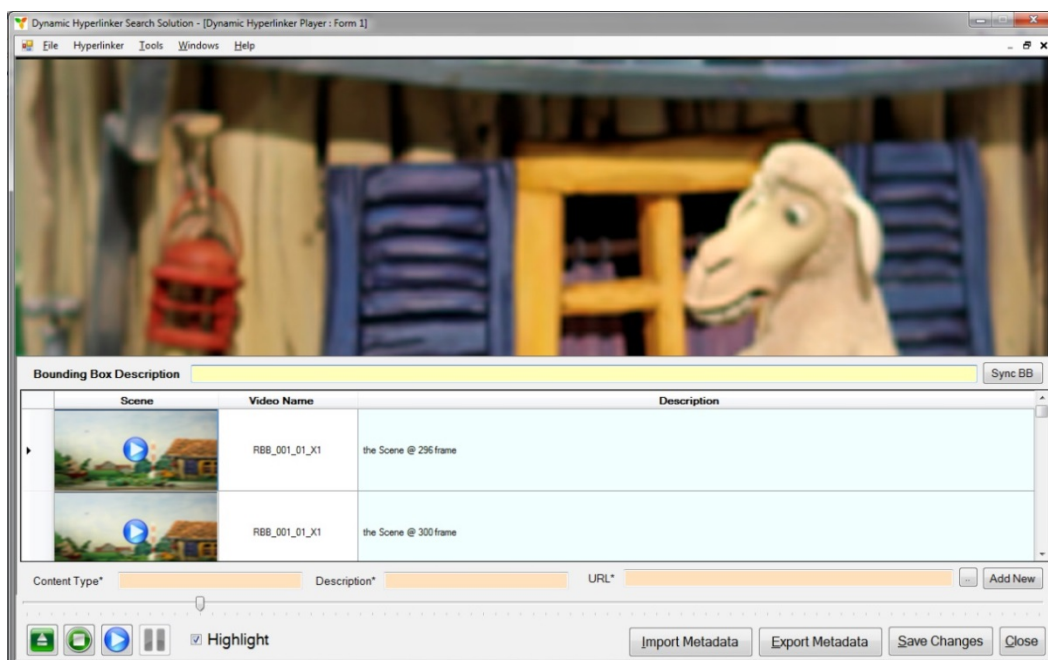 Dynamic Hyperlinker Search Solution - [Dynamic Hyperlinker Player : Form 1]
File Hyperlinker Tools Windows Help
Bounding Box Description Sync BB
Scene Video Name Description
RBB_001_01_X1 the Scene @ 296 frame
RBB_001_01_X1 the Scene @ 300 frame
Content Type* Description* URL* .. Add New
Highlight Import Metadata Export Metadata Save Changes Close